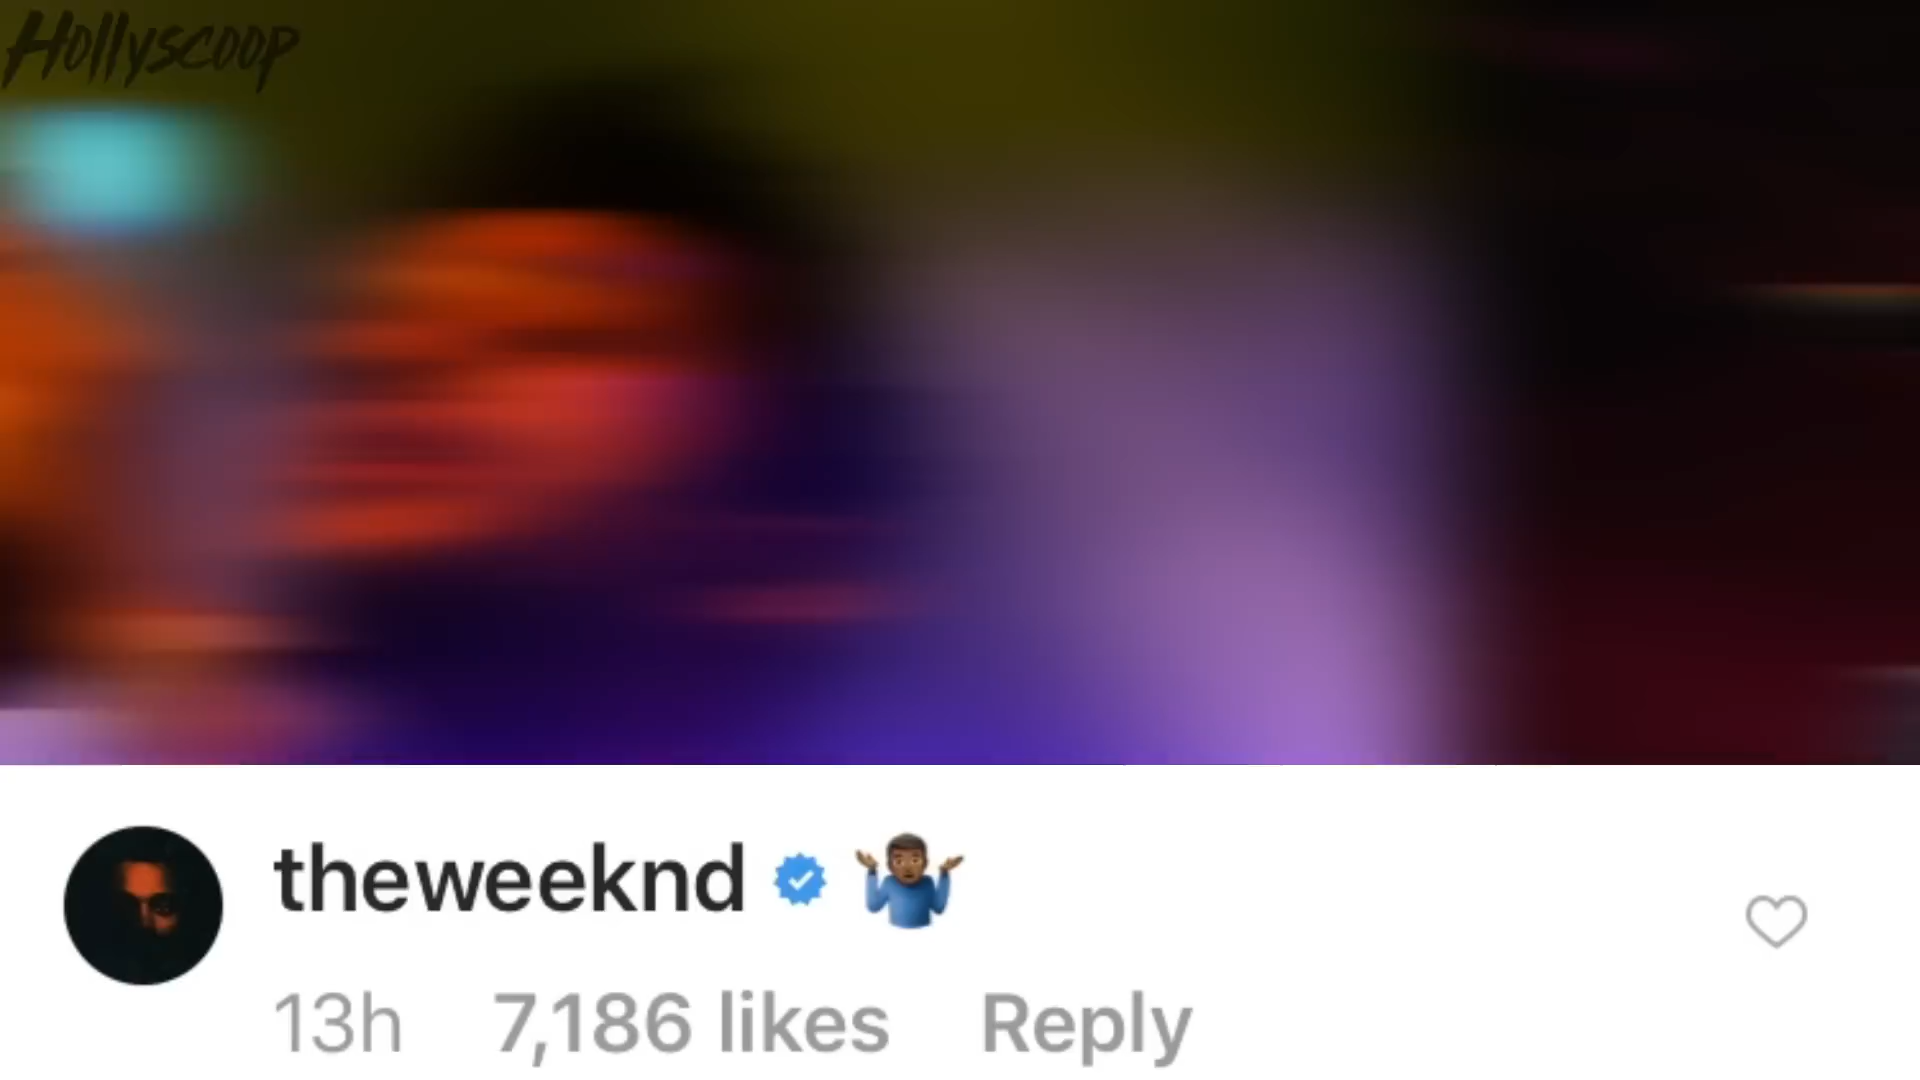 Hollyscoop
theweeknd 🤷🏾‍♂️
13h 7,186 likes Reply